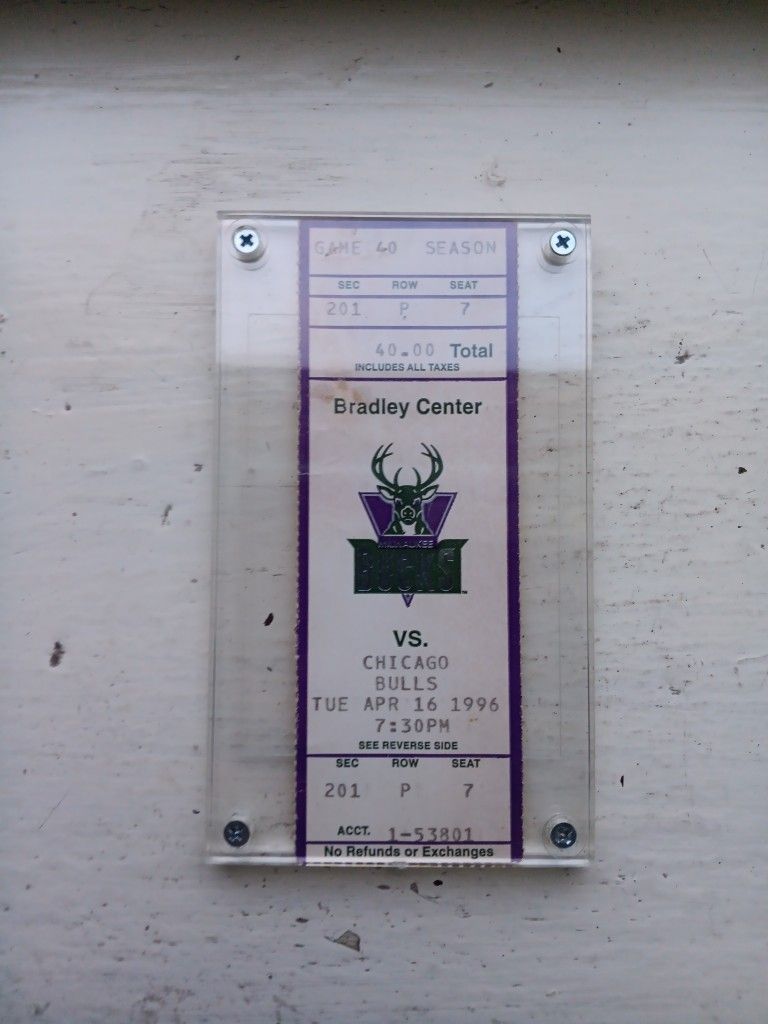 GAME 40 SEASON
SEC ROW SEAT
201 P 7
40.00 Total
INCLUDES ALL TAXES
Bradley Center
MILWAUKEE
BUCKS
VS.
CHICAGO
BULLS
TUE APR 16 1996
7:30PM
SEE REVERSE SIDE
SEC ROW SEAT
201 P 7
ACCT. 1-53801
No Refunds or Exchanges